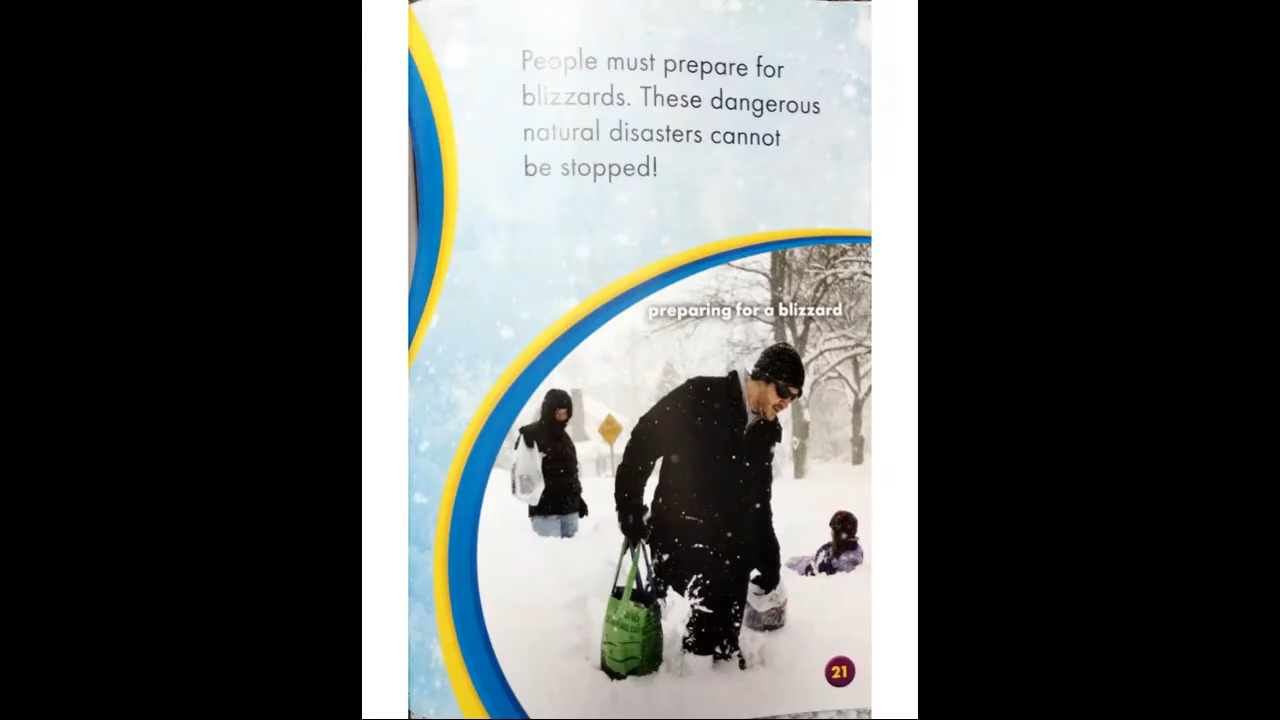 People must prepare for
blizzards. These dangerous
natural disasters cannot
be stopped!
preparing for a blizzard
21